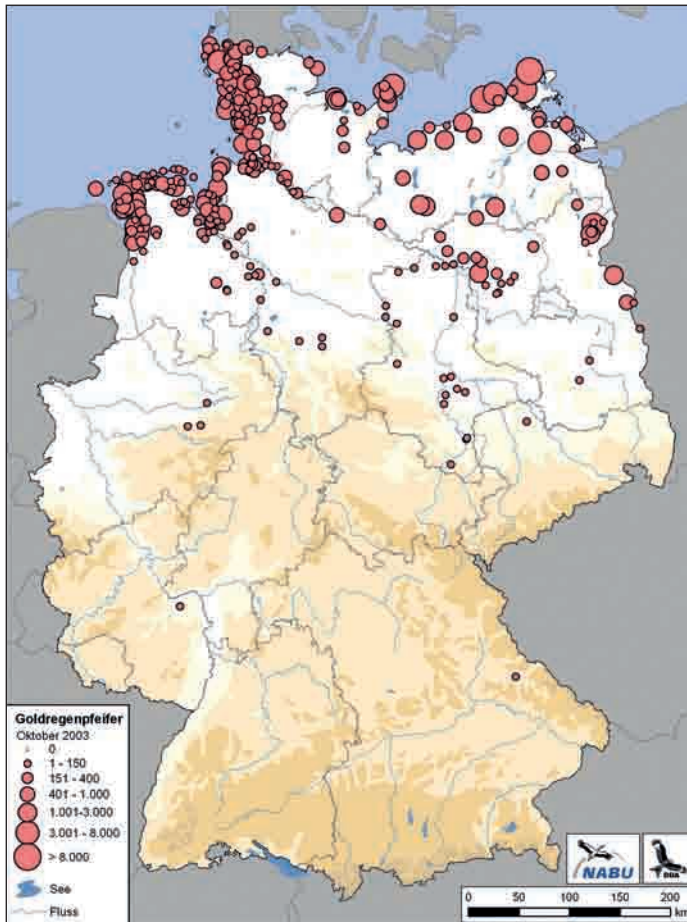 Goldregenpfeifer
Oktober 2003
0
1 - 150
151 - 400
401 - 1.000
1.001-3.000
3.001 - 8.000
> 8.000
See
Fluss
NABU
DDA
0 50 100 150 200
km